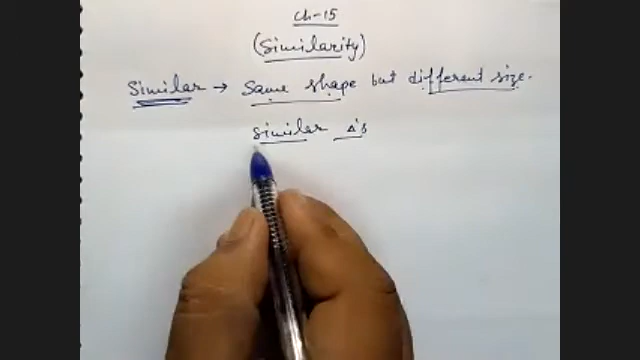 Ch-15
(Similarity)
Similar → same shape but different size.
Similar Δ's